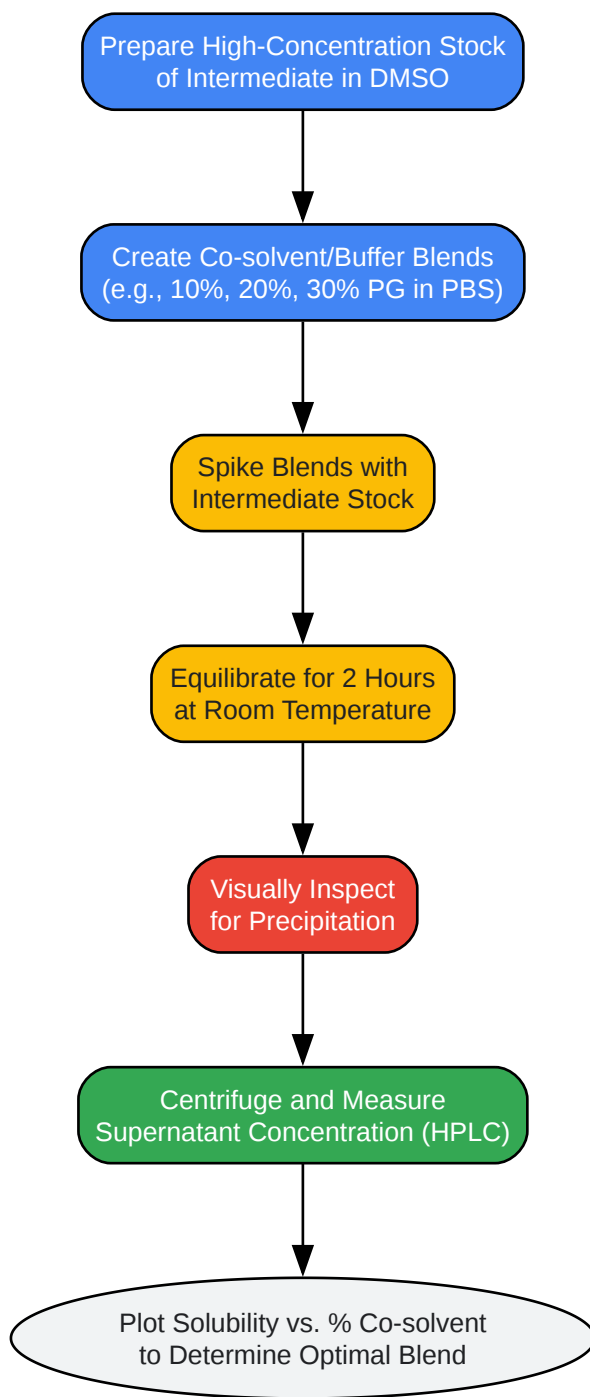 Prepare High-Concentration Stock
of Intermediate in DMSO
Create Co-solvent/Buffer Blends
(e.g., 10%, 20%, 30% PG in PBS)
Spike Blends with
Intermediate Stock
Equilibrate for 2 Hours
at Room Temperature
Visually Inspect
for Precipitation
Centrifuge and Measure
Supernatant Concentration (HPLC)
Plot Solubility vs. % Co-solvent
to Determine Optimal Blend